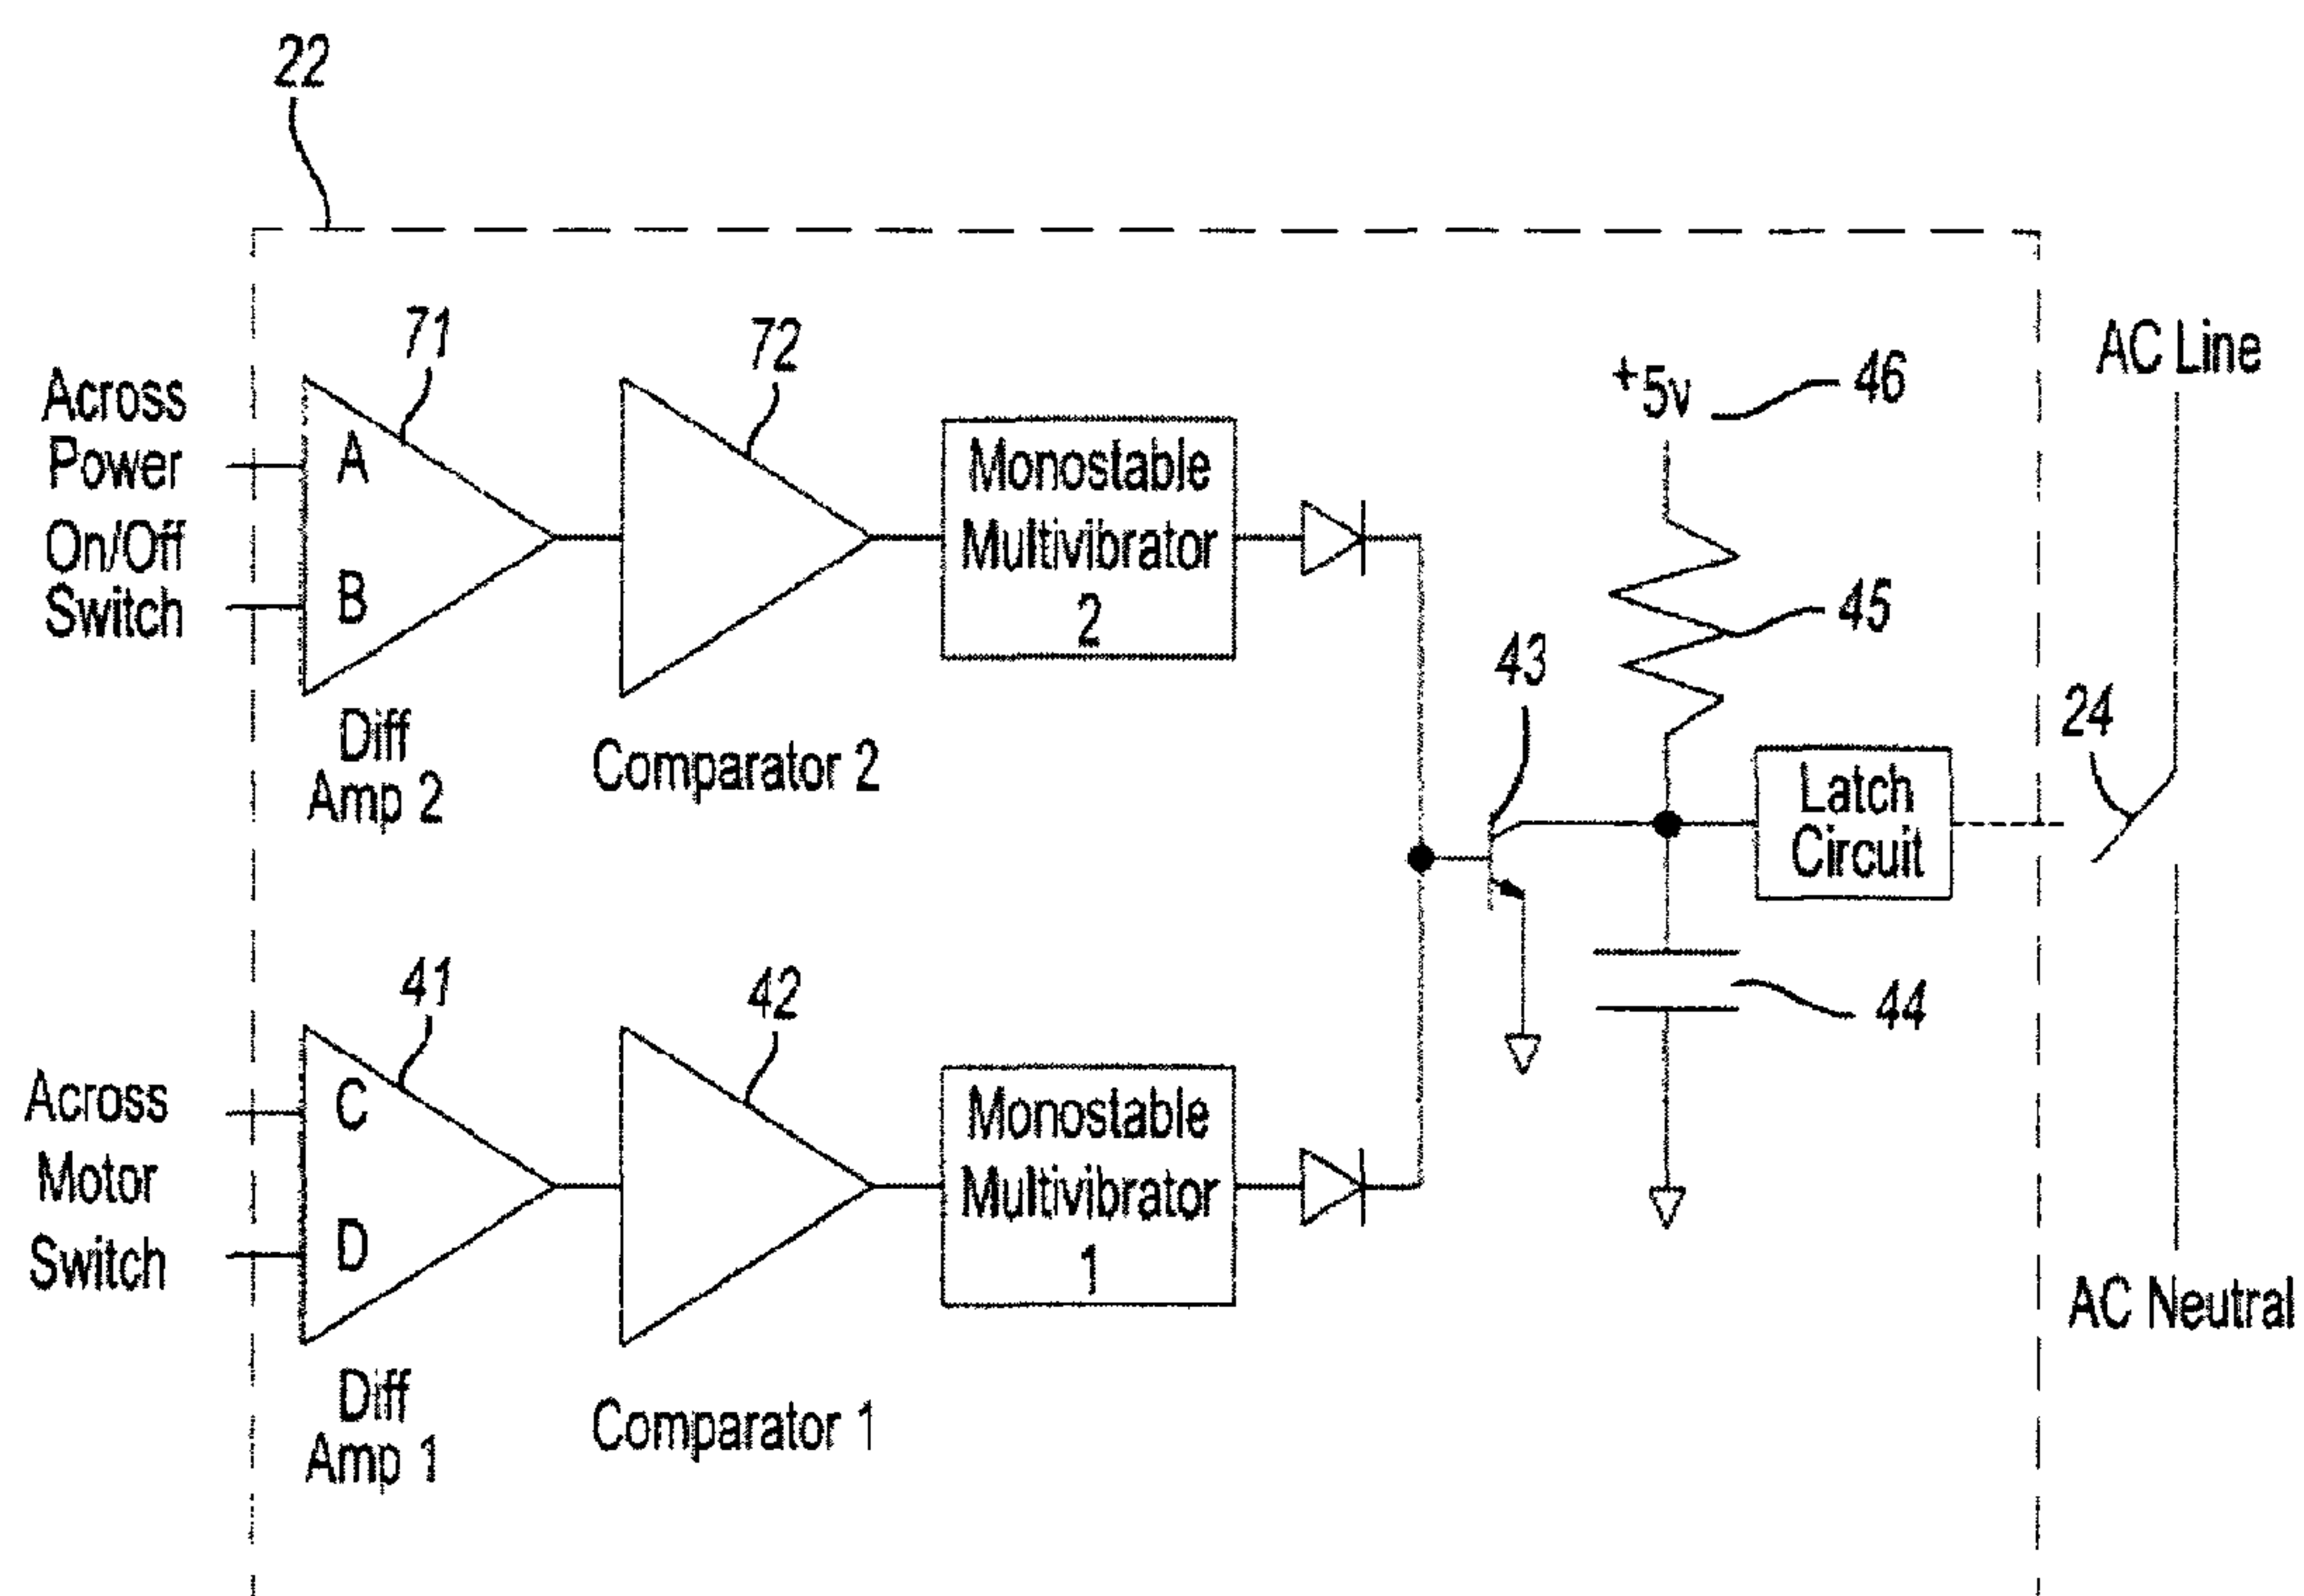 22
71
72
Across
Power
On/Off
Switch
A
B
Diff
Amp 2
Comparator 2
Monostable
Multivibrator
2
+5v
46
45
43
AC Line
24
Latch
Circuit
44
41
42
Across
Motor
Switch
C
D
Diff
Amp 1
Comparator 1
Monostable
Multivibrator
1
AC Neutral